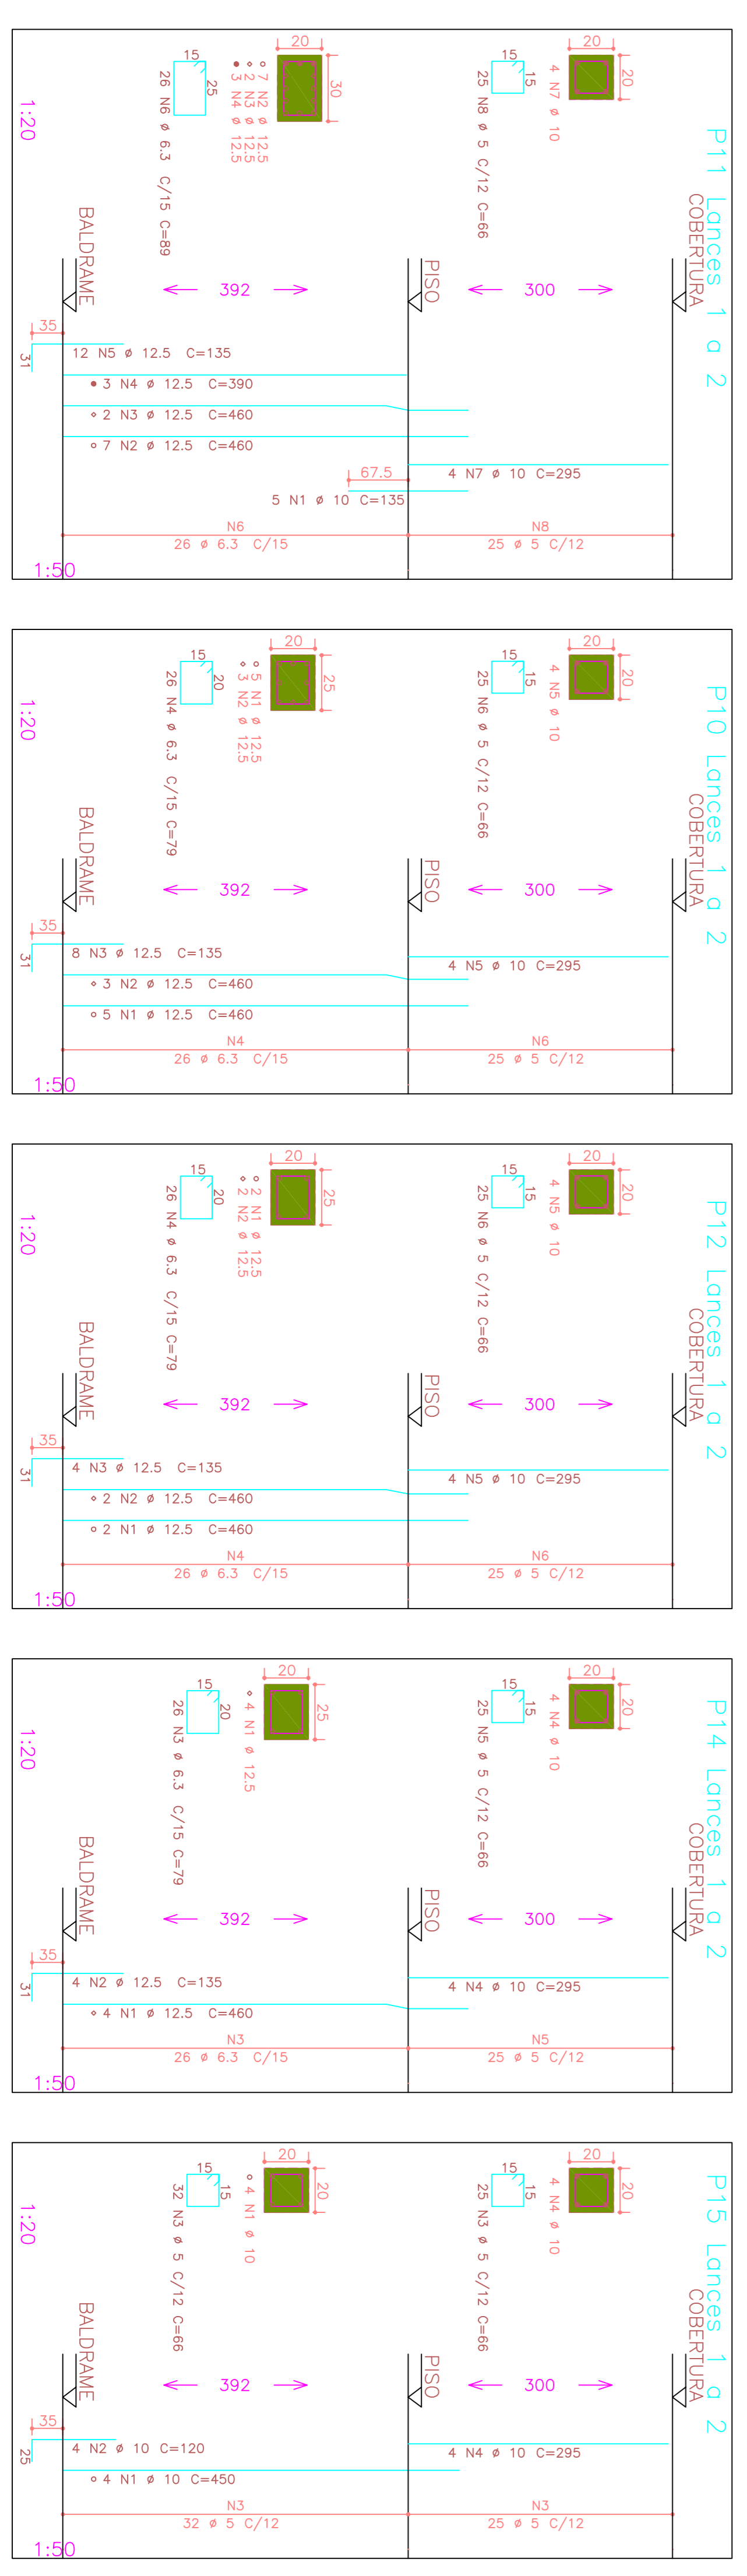 P11 Lances 1 a 2
COBERTURA
20
20
4 N7 ø 10
15
15
25 N8 ø 5 C/12 C=66
300
PISO
20
30
7 N2 ø 12.5
2 N3 ø 12.5
3 N4 ø 12.5
15
25
26 N6 ø 6.3 C/15 C=89
392
BALDRAME
1:20
35
31
12 N5 ø 12.5 C=135
3 N4 ø 12.5 C=390
2 N3 ø 12.5 C=460
7 N2 ø 12.5 C=460
4 N7 ø 10 C=295
67.5
5 N1 ø 10 C=135
N6
26 ø 6.3 C/15
N8
25 ø 5 C/12
1:50
P10 Lances 1 a 2
COBERTURA
20
20
4 N5 ø 10
15
15
25 N6 ø 5 C/12 C=66
300
PISO
20
25
5 N1 ø 12.5
3 N2 ø 12.5
15
20
26 N4 ø 6.3 C/15 C=79
392
BALDRAME
1:20
35
31
8 N3 ø 12.5 C=135
3 N2 ø 12.5 C=460
5 N1 ø 12.5 C=460
4 N5 ø 10 C=295
N4
26 ø 6.3 C/15
N6
25 ø 5 C/12
1:50
P12 Lances 1 a 2
COBERTURA
20
20
4 N5 ø 10
15
15
25 N6 ø 5 C/12 C=66
300
PISO
20
25
2 N1 ø 12.5
2 N2 ø 12.5
15
20
26 N4 ø 6.3 C/15 C=79
392
BALDRAME
1:20
35
31
4 N3 ø 12.5 C=135
2 N2 ø 12.5 C=460
2 N1 ø 12.5 C=460
4 N5 ø 10 C=295
N4
26 ø 6.3 C/15
N6
25 ø 5 C/12
1:50
P14 Lances 1 a 2
COBERTURA
20
20
4 N4 ø 10
15
15
25 N5 ø 5 C/12 C=66
300
PISO
20
25
4 N1 ø 12.5
15
20
26 N3 ø 6.3 C/15 C=79
392
BALDRAME
1:20
35
31
4 N2 ø 12.5 C=135
4 N1 ø 12.5 C=460
4 N4 ø 10 C=295
N3
26 ø 6.3 C/15
N5
25 ø 5 C/12
1:50
P15 Lances 1 a 2
COBERTURA
20
20
4 N4 ø 10
15
15
25 N3 ø 5 C/12 C=66
300
PISO
20
20
4 N1 ø 10
15
15
32 N3 ø 5 C/12 C=66
392
BALDRAME
1:20
35
25
4 N2 ø 10 C=120
4 N1 ø 10 C=450
4 N4 ø 10 C=295
N3
32 ø 5 C/12
N3
25 ø 5 C/12
1:50